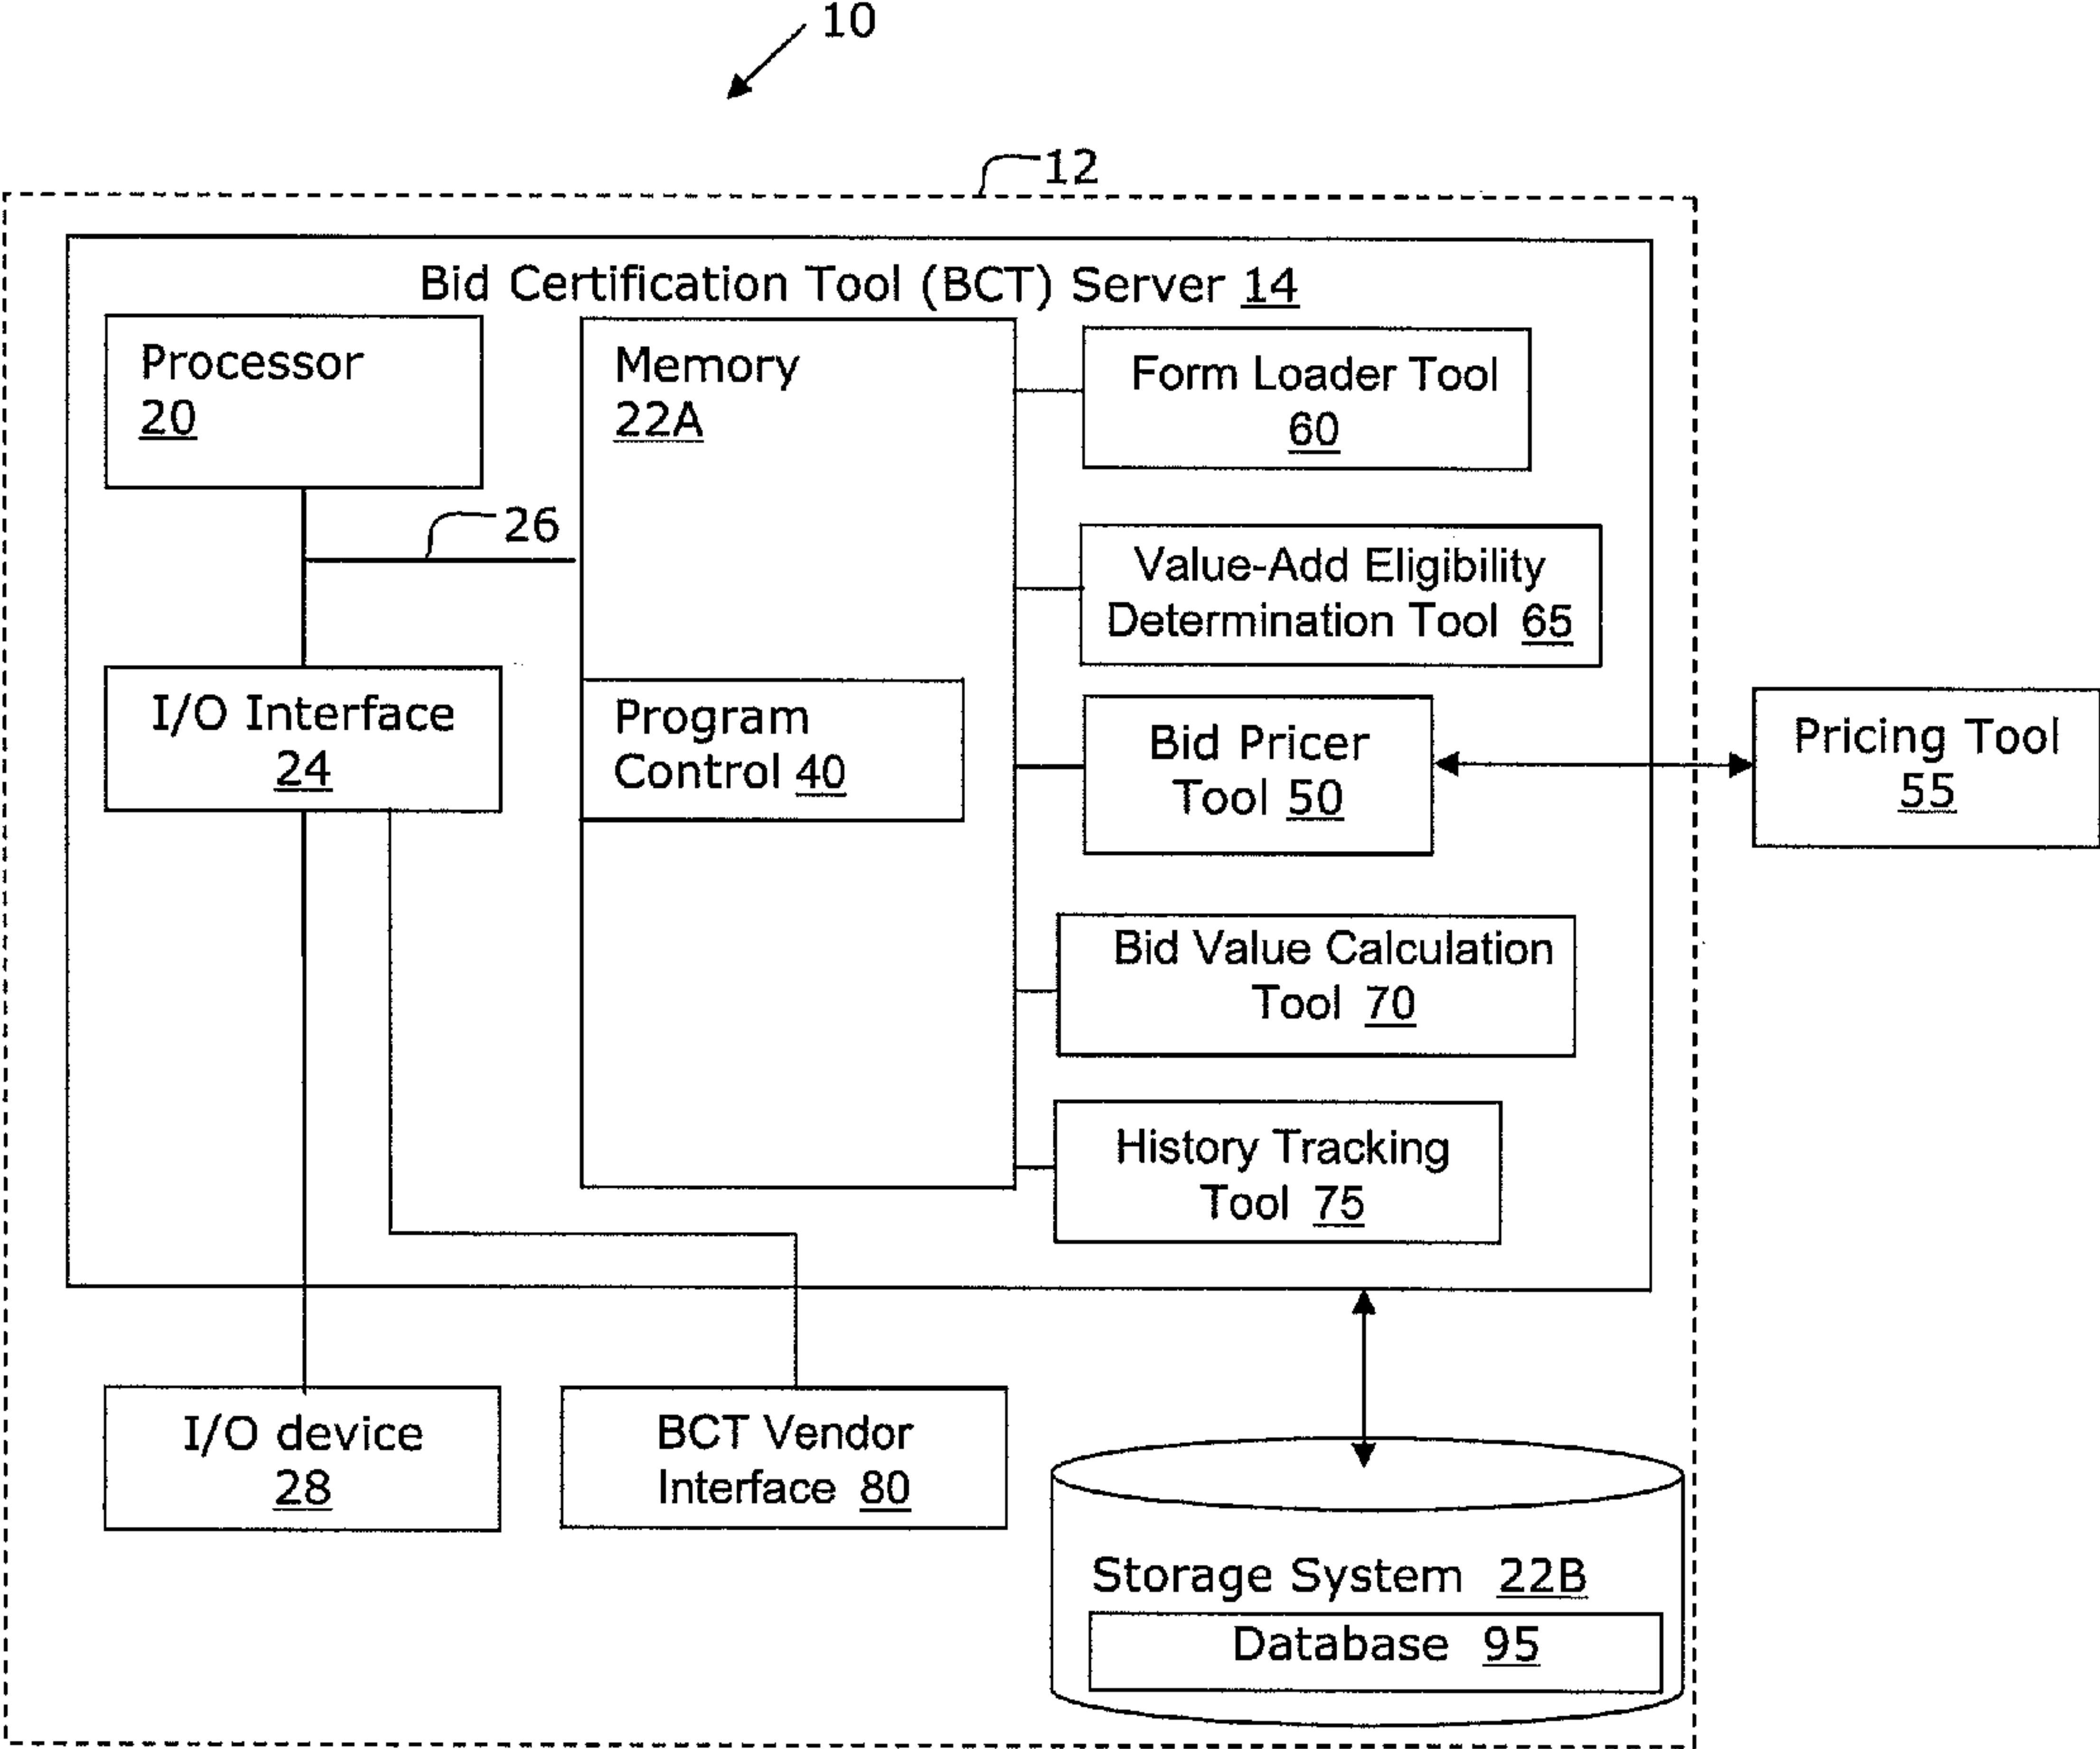 10
12
Bid Certification Tool (BCT) Server 14
Processor
20
Memory
22A
Form Loader Tool
60
26
Value-Add Eligibility
Determination Tool 65
I/O Interface
24
Program
Control 40
Bid Pricer
Tool 50
Pricing Tool
55
Bid Value Calculation
Tool 70
History Tracking
Tool 75
I/O device
28
BCT Vendor
Interface 80
Storage System 22B
Database 95